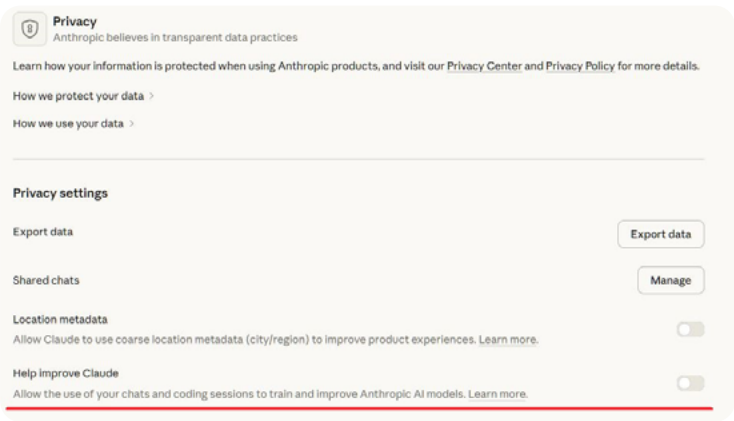 Privacy
Anthropic believes in transparent data practices
Learn how your information is protected when using Anthropic products, and visit our Privacy Center and Privacy Policy for more details.
How we protect your data >
How we use your data >
Privacy settings
Export data
Export data
Shared chats
Manage
Location metadata
Allow Claude to use coarse location metadata (city/region) to improve product experiences. Learn more.
Help improve Claude
Allow the use of your chats and coding sessions to train and improve Anthropic AI models. Learn more.